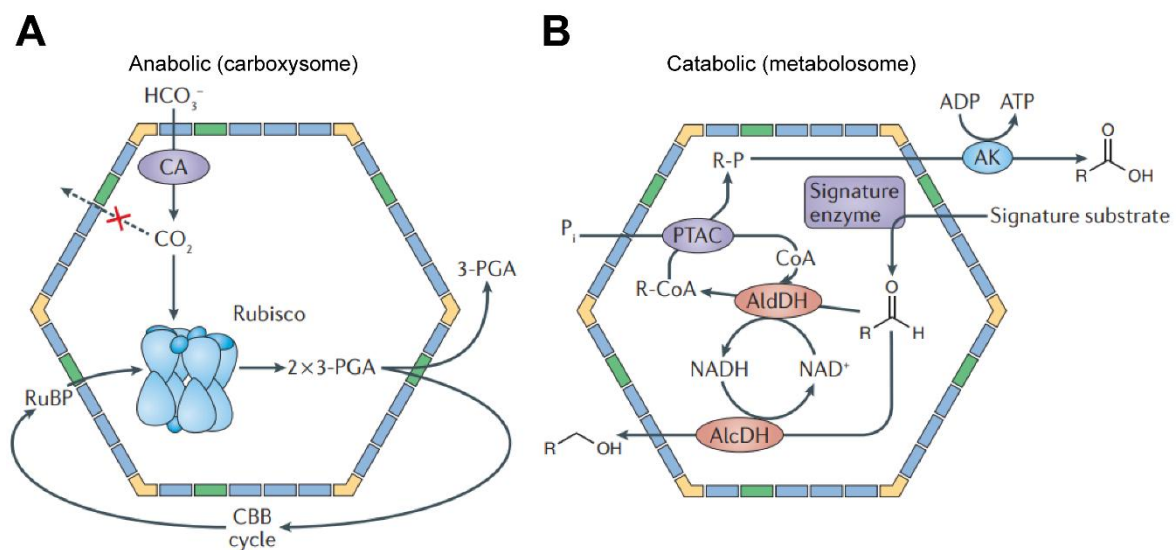 A
Anabolic (carboxysome)
HCO₃⁻
CA
CO₂
3-PGA
Rubisco
2×3-PGA
RuBP
CBB
cycle
B
Catabolic (metabolosome)
ADP
ATP
AK
R-P
O
R
OH
Signature
enzyme
Signature substrate
Pᵢ
PTAC
CoA
R-CoA
AldDH
O
R
H
NADH
NAD⁺
AlcDH
R
OH